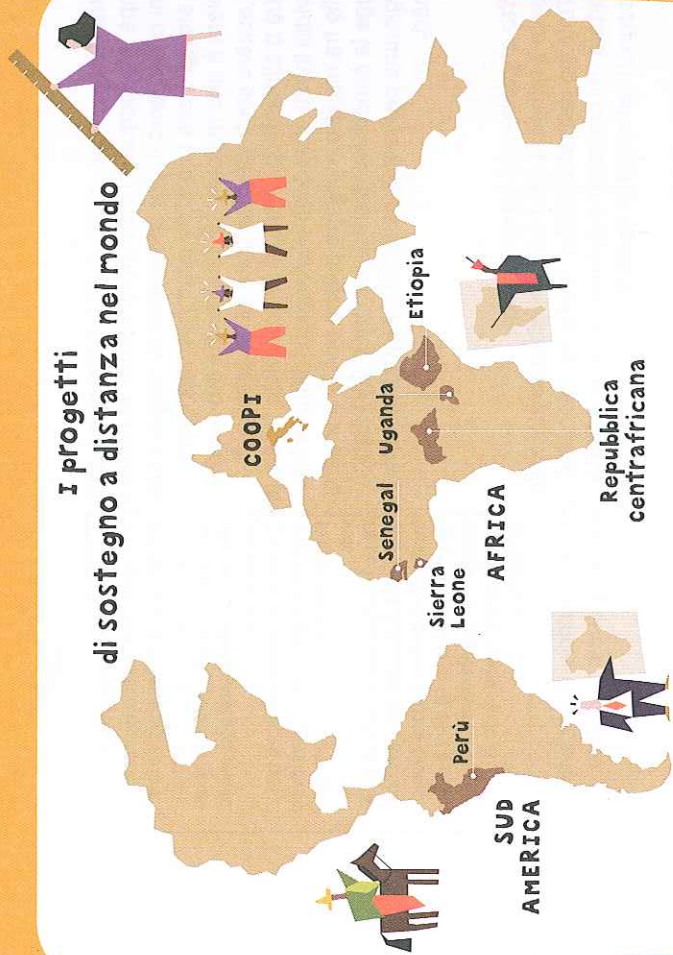 I progetti
di sostegno a distanza nel mondo
COOPI
Senegal
Uganda
Etiopia
Sierra
Leone
AFRICA
Repubblica
centrafricana
Perù
SUD
AMERICA